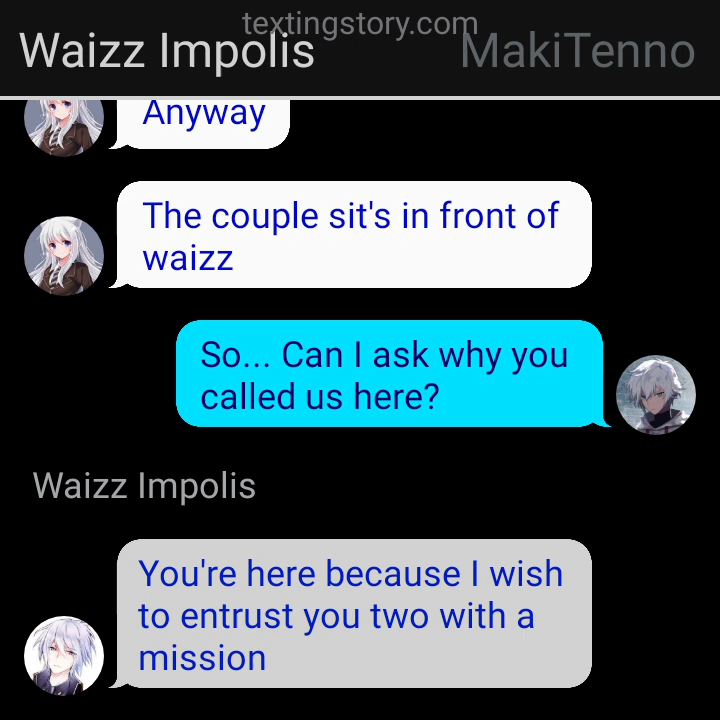 textingstory.com
Waizz Impolis
MakiTenno
Anyway
The couple sit's in front of
waizz
So... Can I ask why you
called us here?
Waizz Impolis
You're here because I wish
to entrust you two with a
mission